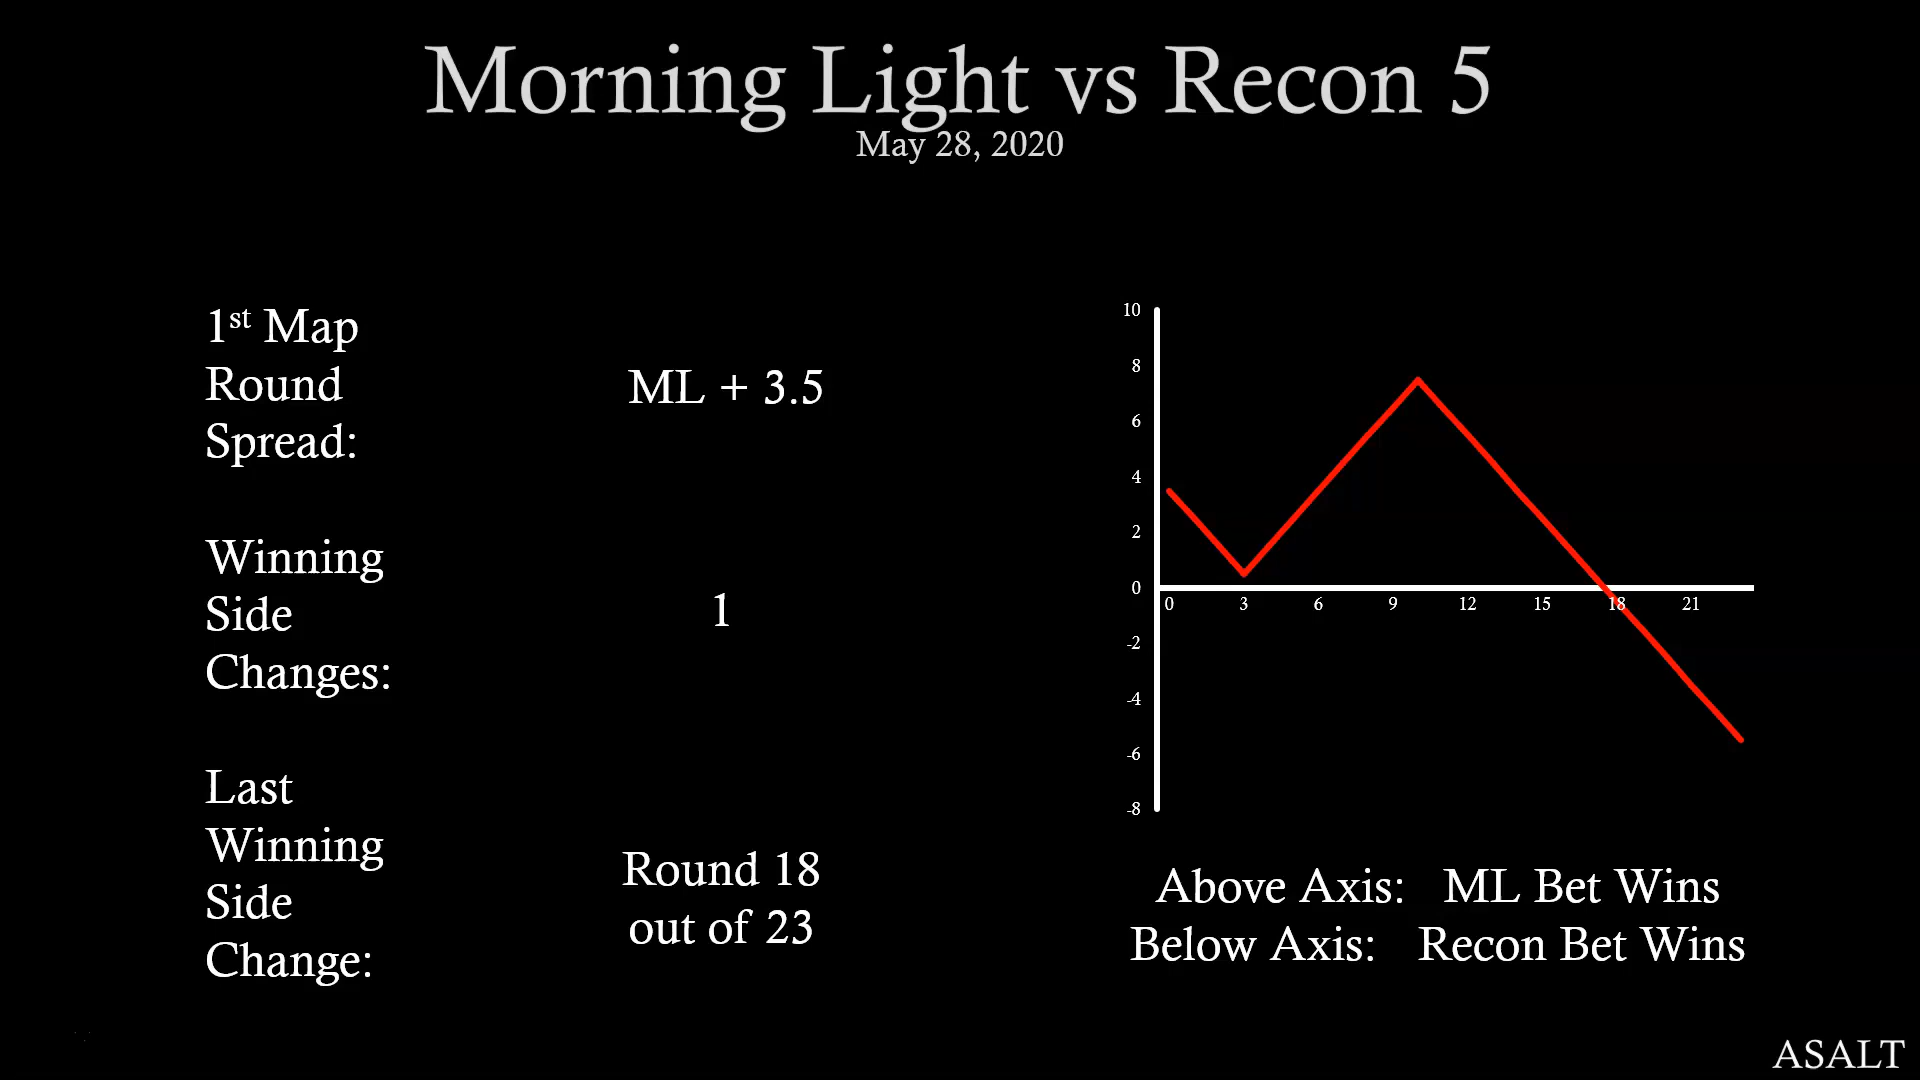 Morning Light vs Recon 5
May 28, 2020
1st Map
Round
Spread:
ML + 3.5
Winning
Side
Changes:
1
Last
Winning
Side
Change:
Round 18
out of 23
10
8
6
4
2
0
-2
-4
-6
-8
0 3 6 9 12 15 18 21
Above Axis: ML Bet Wins
Below Axis: Recon Bet Wins
ASALT